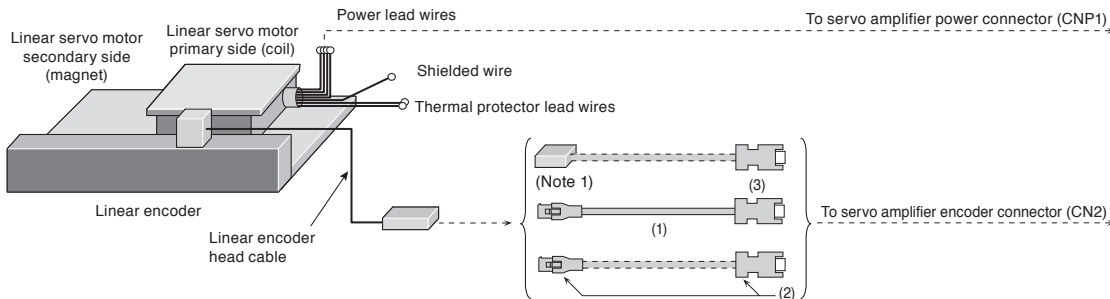 Power lead wires
To servo amplifier power connector (CNP1)
Linear servo motor
secondary side
(magnet)
Linear servo motor
primary side (coil)
Shielded wire
Thermal protector lead wires
(Note 1)
(3)
Linear encoder
(1)
To servo amplifier encoder connector (CN2)
Linear encoder
head cable
(2)